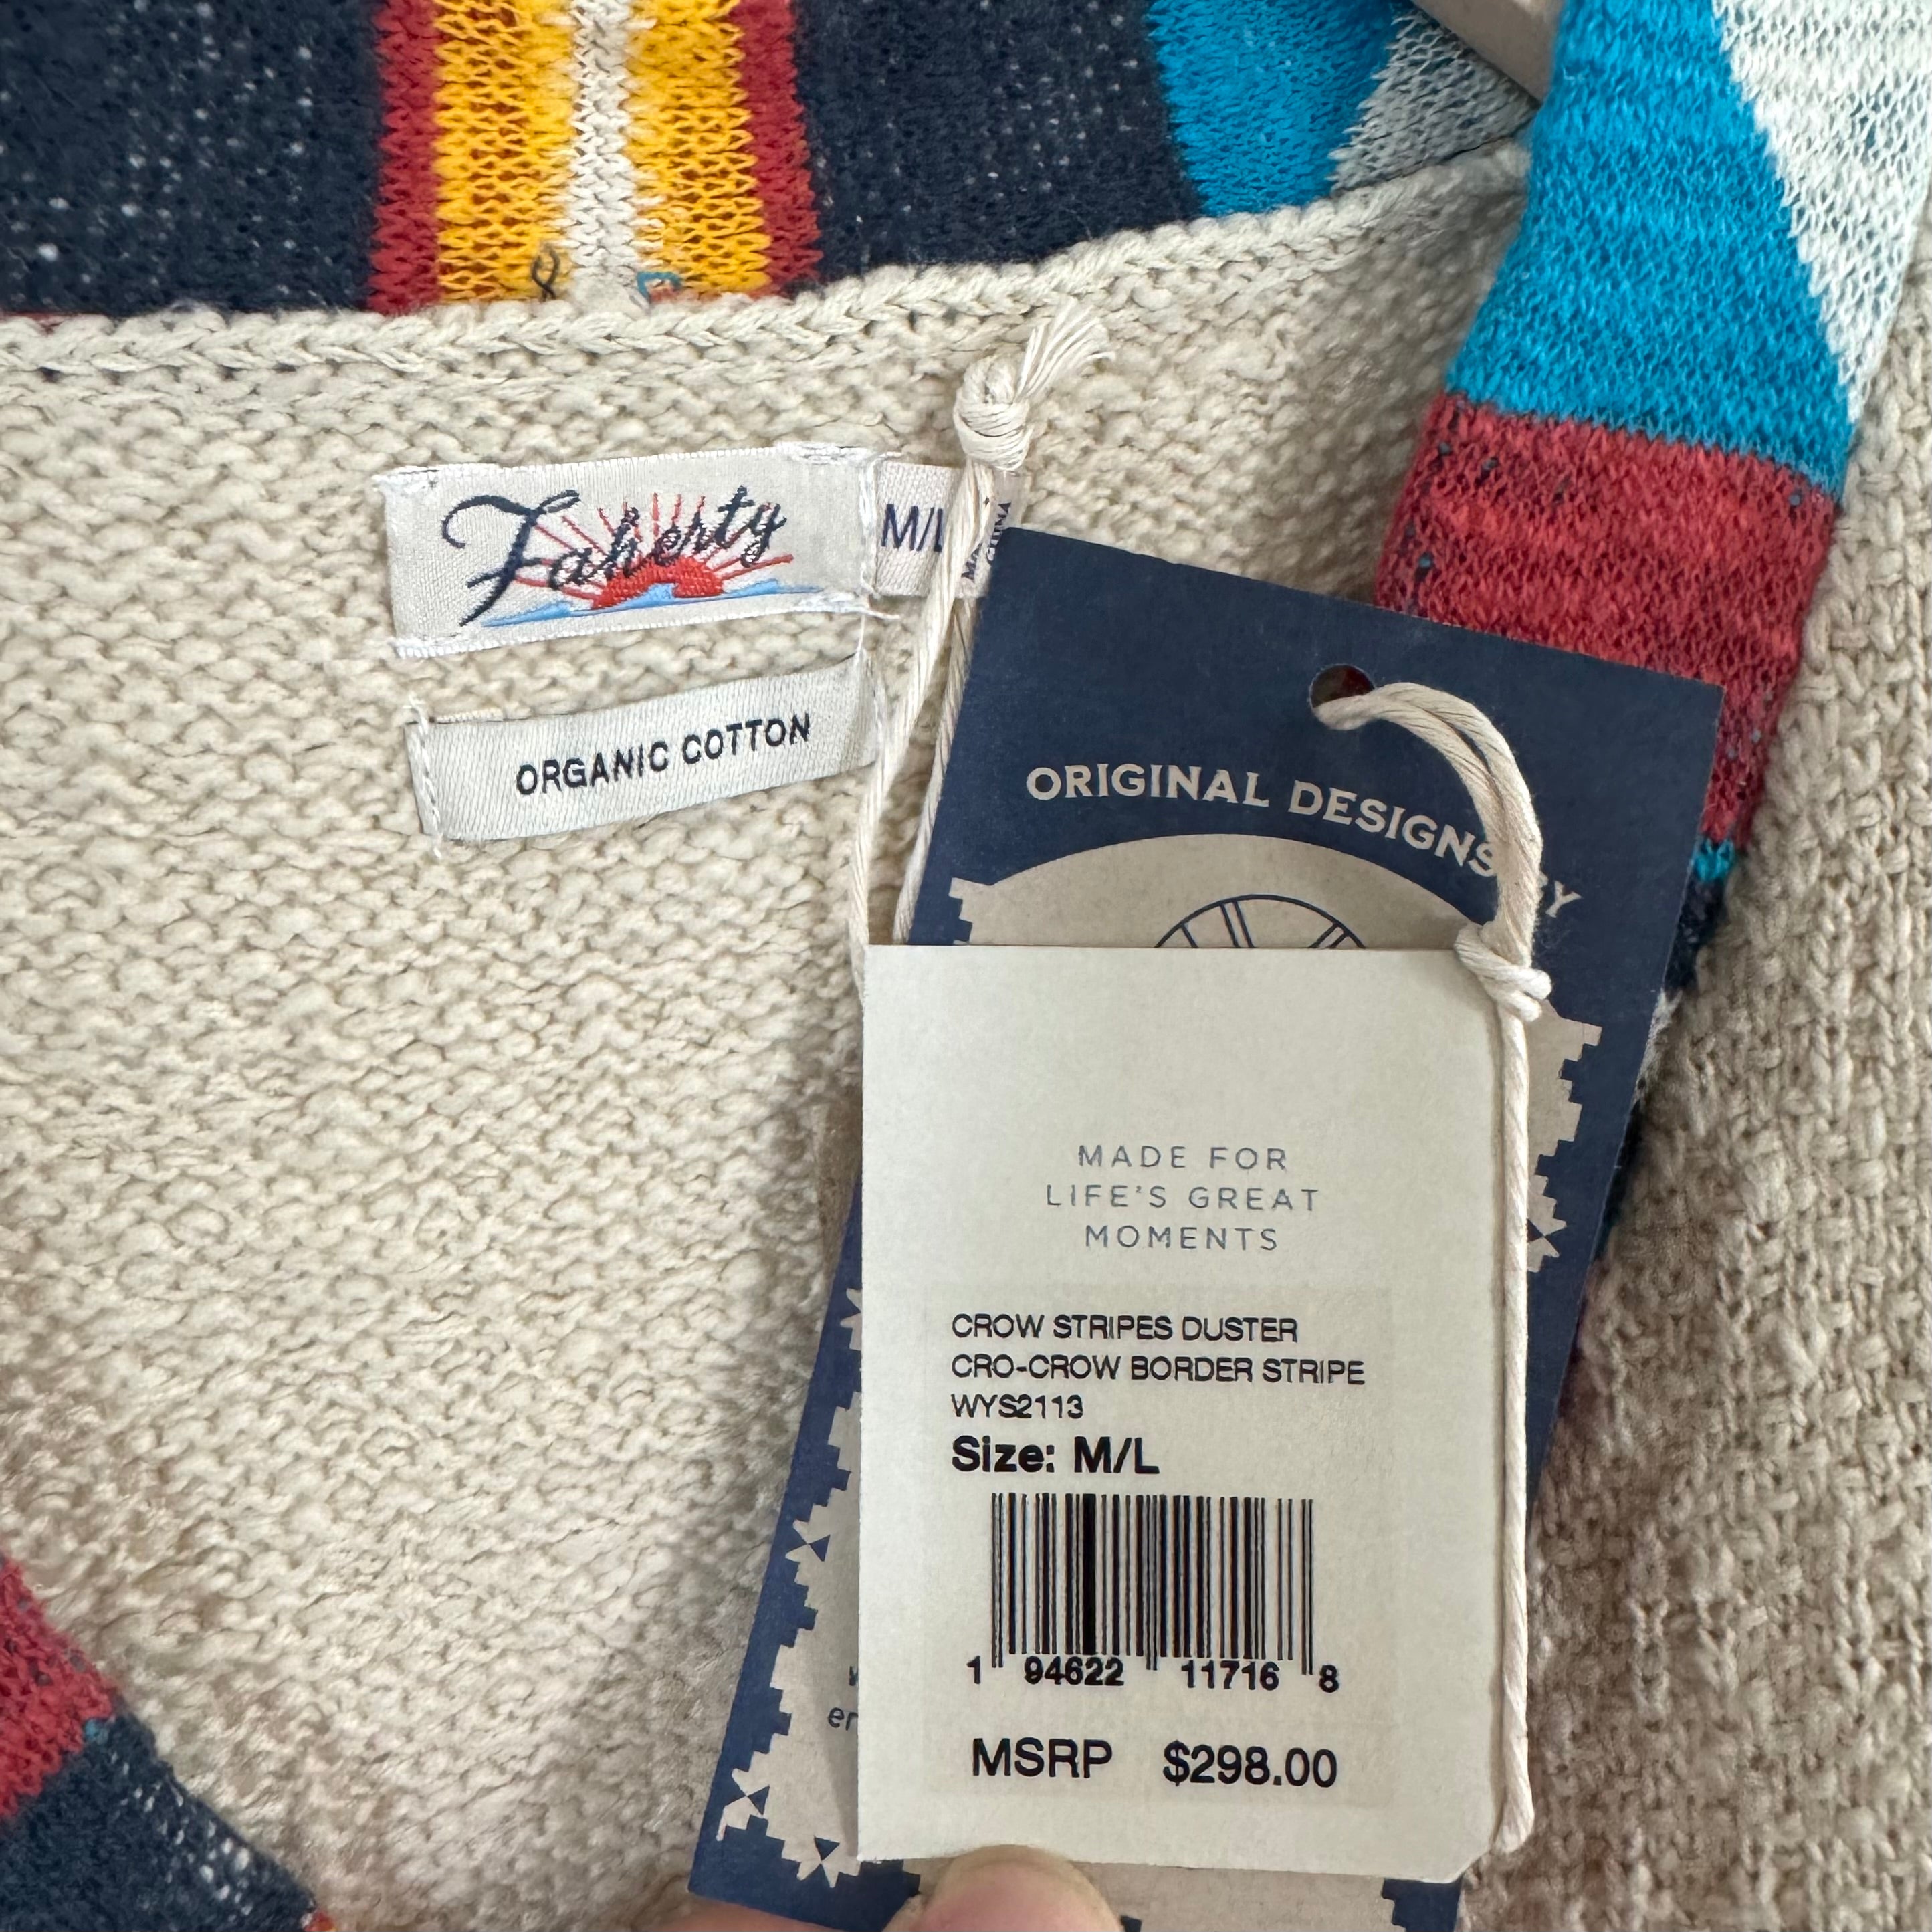 Faherty
M/L
CHINA
ORGANIC COTTON
ORIGINAL DESIGNS
MADE FOR
LIFE'S GREAT
MOMENTS
CROW STRIPES DUSTER
CRO-CROW BORDER STRIPE
WYS2113
Size: M/L
1 94622 11716 8
MSRP $298.00